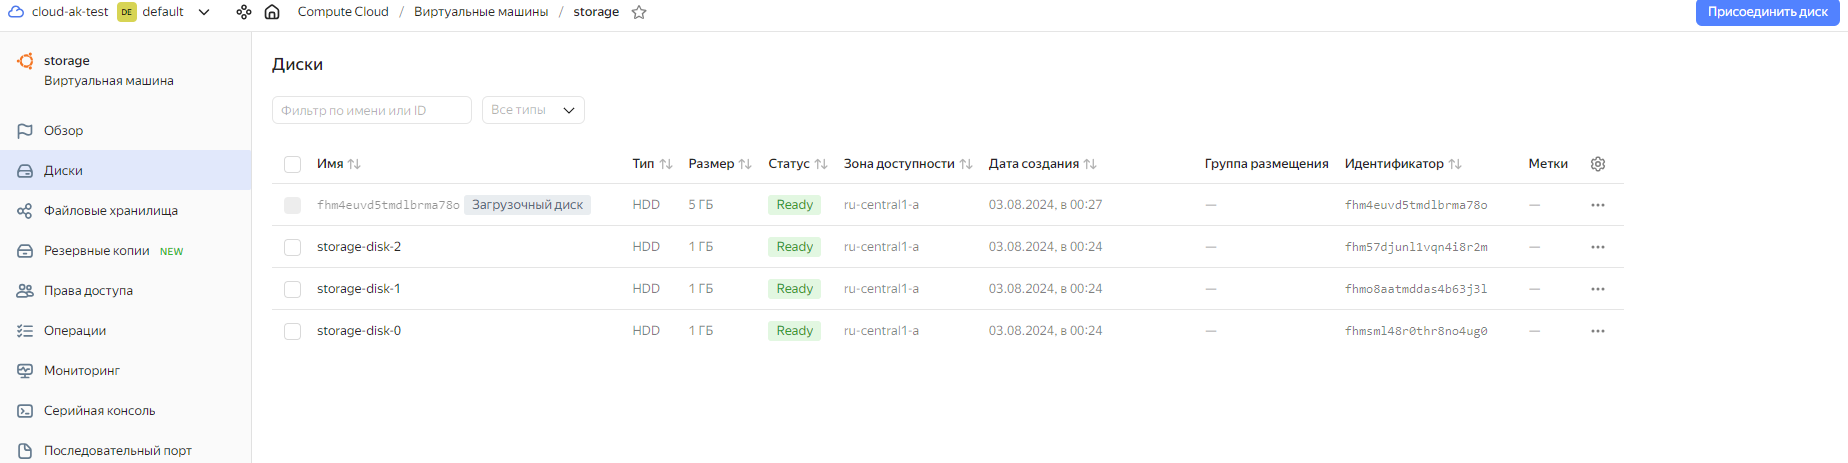 cloud-ak-test DE default Compute Cloud / Виртуальные машины / storage Присоединить диск
storage
Виртуальная машина
Обзор
Диски
Файловые хранилища
Резервные копии NEW
Права доступа
Операции
Мониторинг
Серийная консоль
Последовательный порт
Диски
Фильтр по имени или ID Все типы
Имя Тип Размер Статус Зона доступности Дата создания Группа размещения Идентификатор Метки
fhm4euvd5tmdlbrma78o Загрузочный диск HDD 5 ГБ Ready ru-central1-a 03.08.2024, в 00:27 — fhm4euvd5tmdlbrma78o —
storage-disk-2 HDD 1 ГБ Ready ru-central1-a 03.08.2024, в 00:24 — fhm57djunl1vqn4i8r2m —
storage-disk-1 HDD 1 ГБ Ready ru-central1-a 03.08.2024, в 00:24 — fhmo8aatmddas4b63j3l —
storage-disk-0 HDD 1 ГБ Ready ru-central1-a 03.08.2024, в 00:24 — fhmsml48r0thr8no4ug0 —